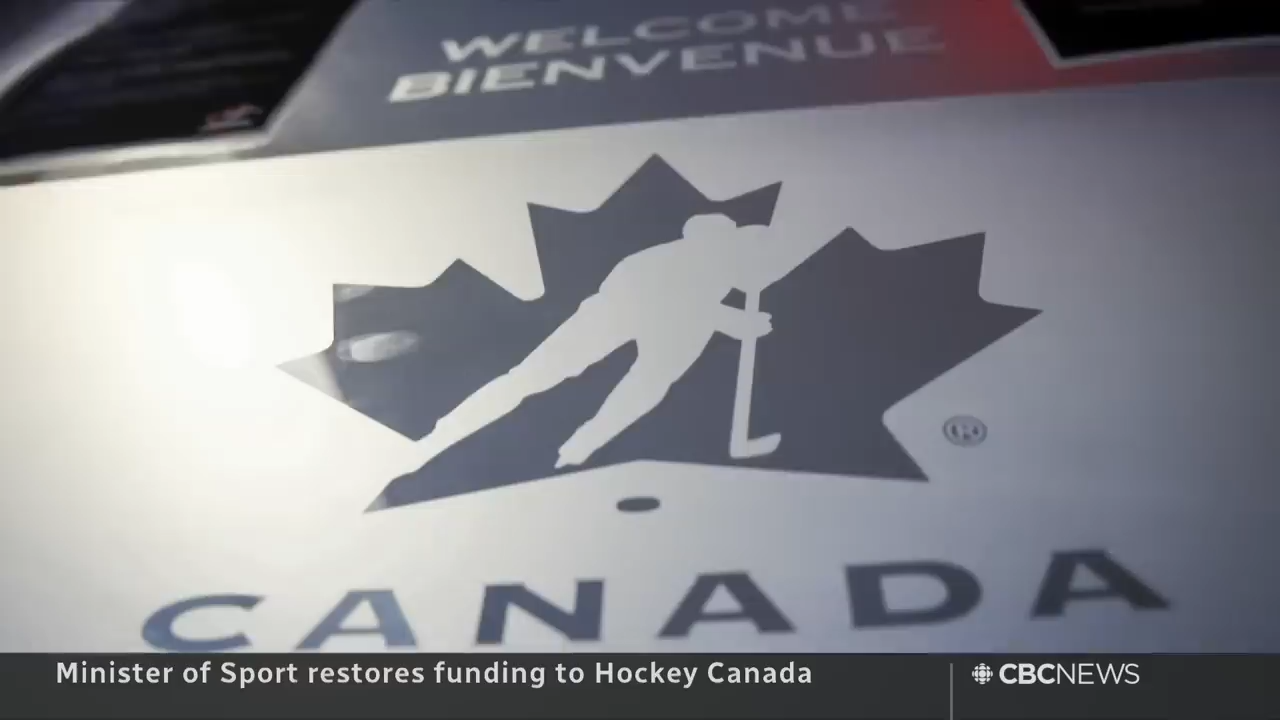 WELCOME
BIENVENUE
®
CANADA
Minister of Sport restores funding to Hockey Canada
CBCNEWS